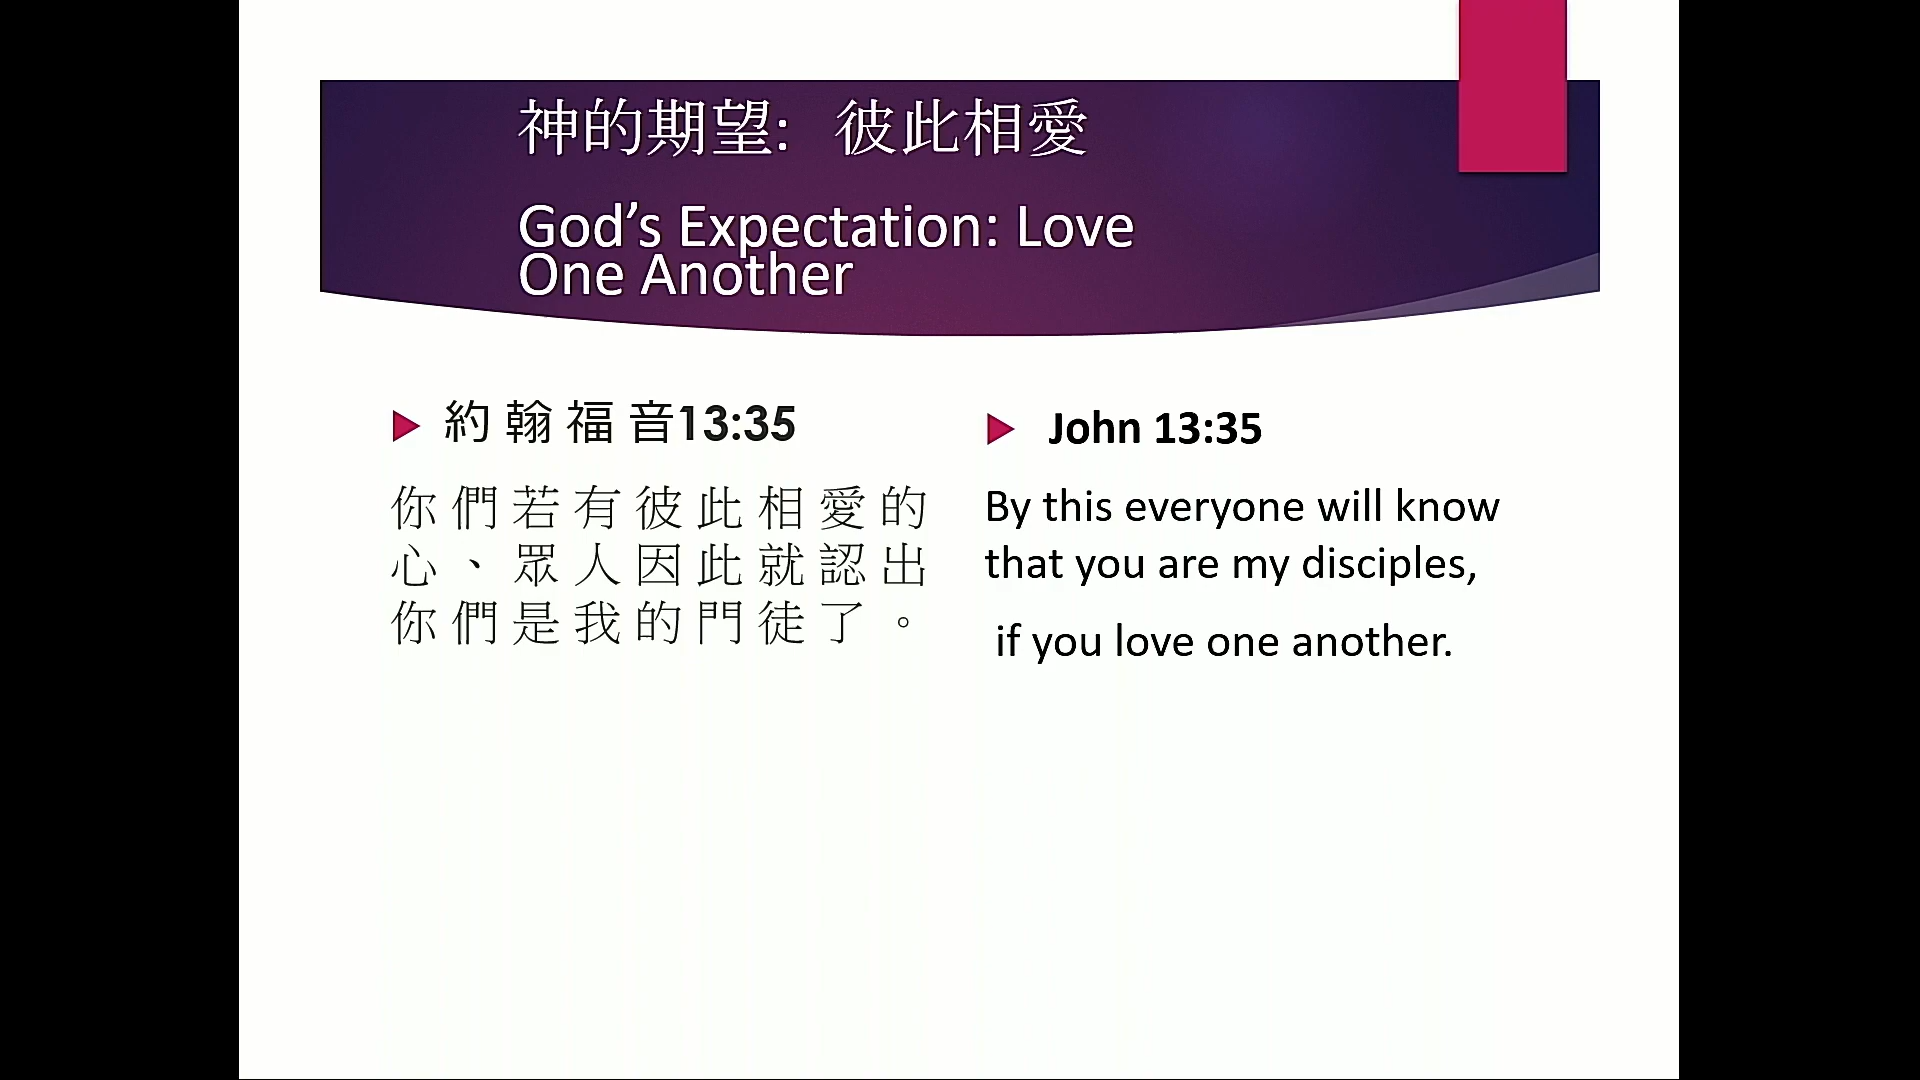 神的期望: 彼此相愛
God’s Expectation: Love
One Another
約 翰 福 音13:35
你 們 若 有 彼 此 相 愛 的
心 、 眾 人 因 此 就 認 出
你 們 是 我 的 門 徒 了 。
John 13:35
By this everyone will know
that you are my disciples,
if you love one another.